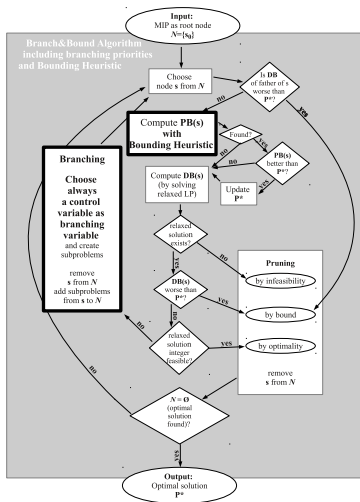 Input:
MIP as root node
N={s₀}
Branch&Bound Algorithm
including branching priorities
and Bounding Heuristic
Choose
node s from N
Is DB
of father of s
worse than
P*?
no
yes
Compute PB(s)
with
Bounding Heuristic
Found?
yes
no
PB(s)
better than
P*?
no
yes
Update
P*
Compute DB(s)
(by solving
relaxed LP)
Branching
Choose
always
a control
variable as
branching
variable
and create
subproblems
remove
s from N
add subproblems
from s to N
relaxed
solution
exists?
no
yes
DB(s)
worse than
P*?
yes
no
relaxed
solution
integer
feasible?
yes
no
Pruning
by infeasibility
by bound
by optimality
remove
s from N
no
N = Ø
(optimal
solution
found)?
yes
Output:
Optimal solution
P*